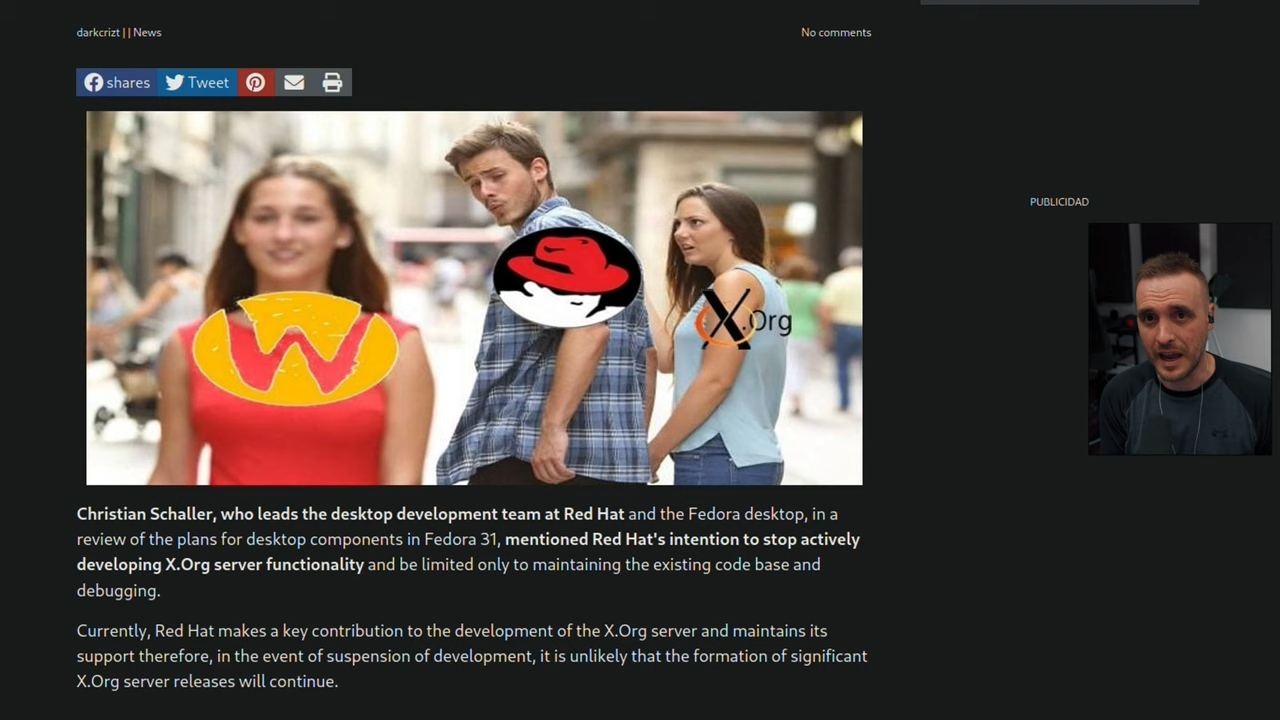 darkcrizt | | News
No comments
shares
Tweet
PUBLICIDAD
W
X.Org
Christian Schaller, who leads the desktop development team at Red Hat and the Fedora desktop, in a
review of the plans for desktop components in Fedora 31, mentioned Red Hat's intention to stop actively
developing X.Org server functionality and be limited only to maintaining the existing code base and
debugging.
Currently, Red Hat makes a key contribution to the development of the X.Org server and maintains its
support therefore, in the event of suspension of development, it is unlikely that the formation of significant
X.Org server releases will continue.